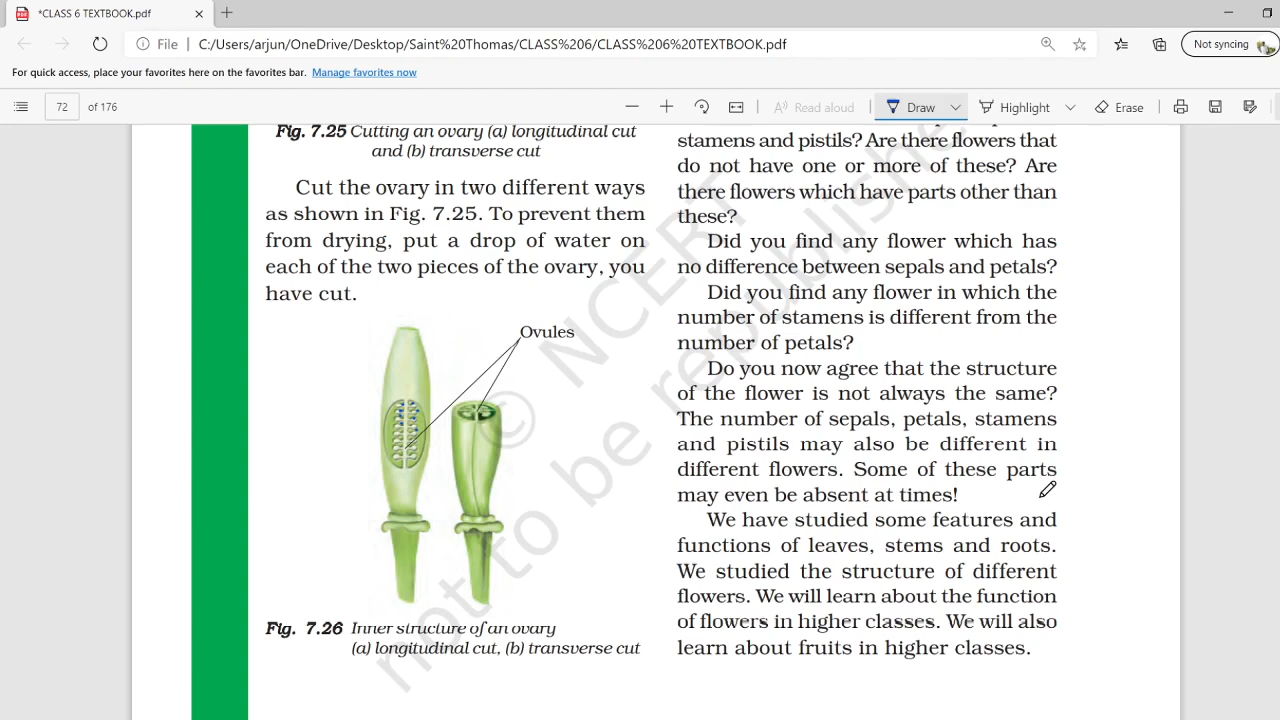 *CLASS 6 TEXTBOOK.pdf
File
C:/Users/arjun/OneDrive/Desktop/Saint%20Thomas/CLASS%206/CLASS%206%20TEXTBOOK.pdf
Not syncing
For quick access, place your favorites here on the favorites bar. Manage favorites now
72 of 176
Read aloud
Draw
Highlight
Erase
Fig. 7.25 Cutting an ovary (a) longitudinal cut
and (b) transverse cut
Cut the ovary in two different ways
as shown in Fig. 7.25. To prevent them
from drying, put a drop of water on
each of the two pieces of the ovary, you
have cut.
Ovules
Fig. 7.26 Inner structure of an ovary
(a) longitudinal cut, (b) transverse cut
stamens and pistils? Are there flowers that
do not have one or more of these? Are
there flowers which have parts other than
these?
Did you find any flower which has
no difference between sepals and petals?
Did you find any flower in which the
number of stamens is different from the
number of petals?
Do you now agree that the structure
of the flower is not always the same?
The number of sepals, petals, stamens
and pistils may also be different in
different flowers. Some of these parts
may even be absent at times!
We have studied some features and
functions of leaves, stems and roots.
We studied the structure of different
flowers. We will learn about the function
of flowers in higher classes. We will also
learn about fruits in higher classes.
© NCERT
not to be republished